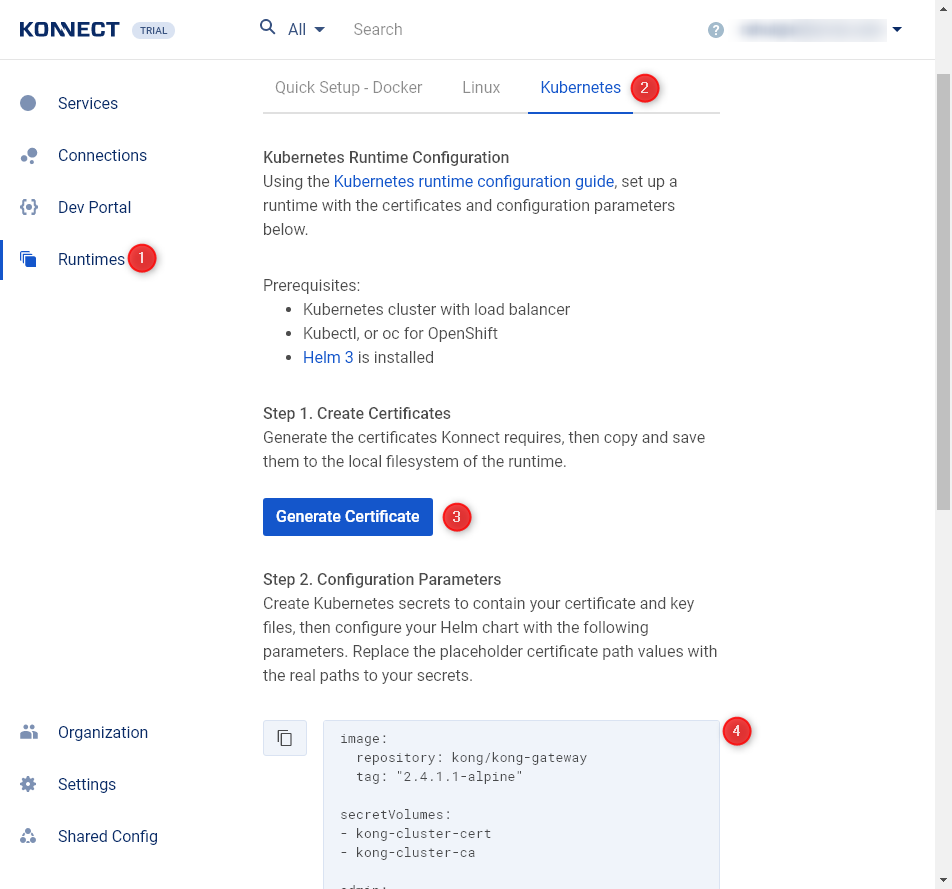 KONNECT TRIAL All Search ?
Quick Setup - Docker Linux Kubernetes 2
Services
Connections
Dev Portal
Runtimes 1
Kubernetes Runtime Configuration
Using the Kubernetes runtime configuration guide, set up a
runtime with the certificates and configuration parameters
below.
Prerequisites:
• Kubernetes cluster with load balancer
• Kubectl, or oc for OpenShift
• Helm 3 is installed
Step 1. Create Certificates
Generate the certificates Konnect requires, then copy and save
them to the local filesystem of the runtime.
Generate Certificate 3
Step 2. Configuration Parameters
Create Kubernetes secrets to contain your certificate and key
files, then configure your Helm chart with the following
parameters. Replace the placeholder certificate path values with
the real paths to your secrets.
4
image:
  repository: kong/kong-gateway
  tag: "2.4.1.1-alpine"
secretVolumes:
- kong-cluster-cert
- kong-cluster-ca
Organization
Settings
Shared Config